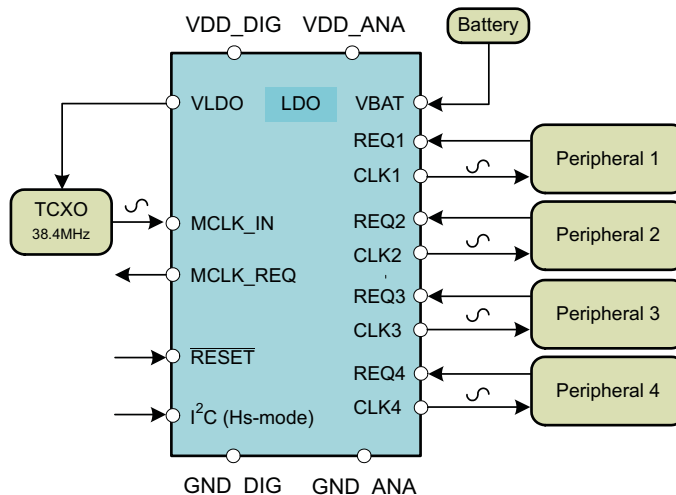 VDD_DIG
VDD_ANA
Battery
VLDO
LDO
VBAT
REQ1
CLK1
Peripheral 1
TCXO
38.4MHz
MCLK_IN
REQ2
CLK2
Peripheral 2
MCLK_REQ
REQ3
CLK3
Peripheral 3
RESET
REQ4
CLK4
Peripheral 4
I²C (Hs-mode)
GND_DIG
GND_ANA